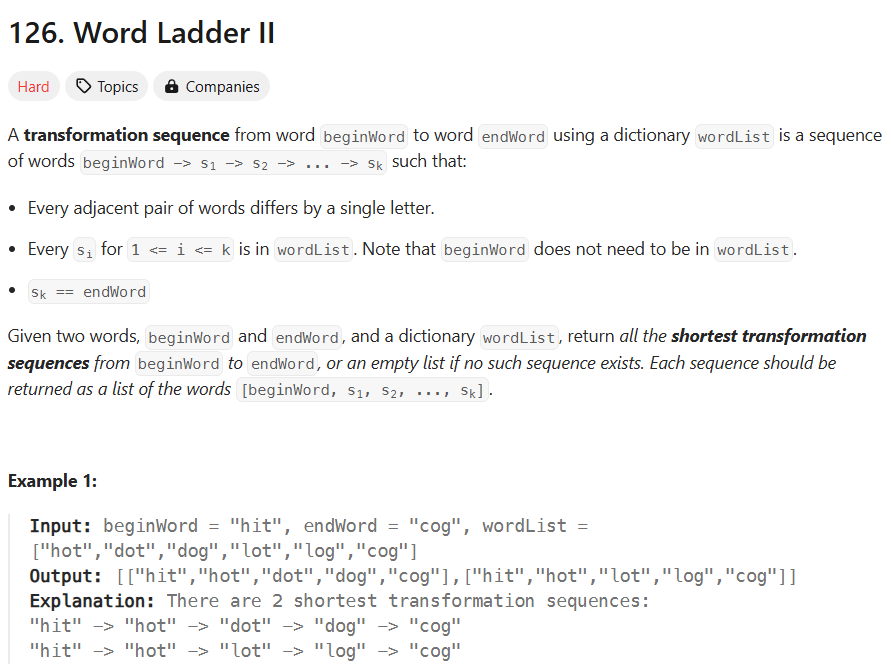 126. Word Ladder II
Hard Topics Companies
A transformation sequence from word beginWord to word endWord using a dictionary wordList is a sequence
of words beginWord -> s1 -> s2 -> ... -> sk such that:
• Every adjacent pair of words differs by a single letter.
• Every si for 1 <= i <= k is in wordList. Note that beginWord does not need to be in wordList.
• sk == endWord
Given two words, beginWord and endWord, and a dictionary wordList, return all the shortest transformation
sequences from beginWord to endWord, or an empty list if no such sequence exists. Each sequence should be
returned as a list of the words [beginWord, s1, s2, ..., sk].
Example 1:
Input: beginWord = "hit", endWord = "cog", wordList =
["hot","dot","dog","lot","log","cog"]
Output: [["hit","hot","dot","dog","cog"],["hit","hot","lot","log","cog"]]
Explanation: There are 2 shortest transformation sequences:
"hit" -> "hot" -> "dot" -> "dog" -> "cog"
"hit" -> "hot" -> "lot" -> "log" -> "cog"